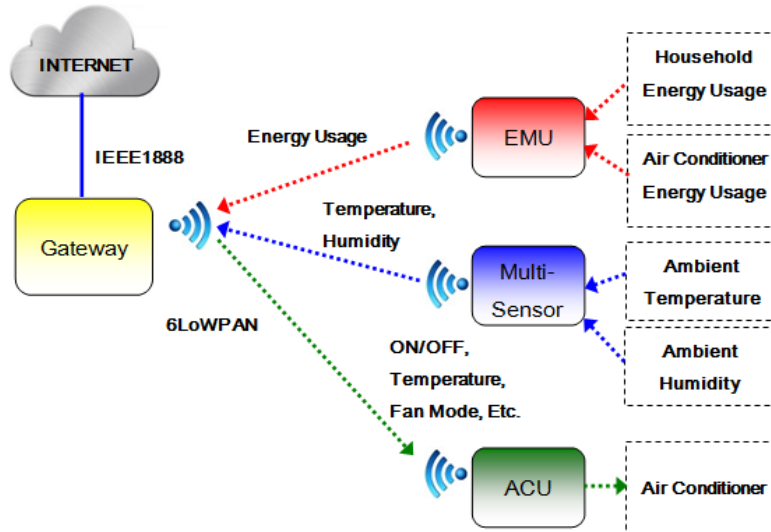 INTERNET
IEEE1888
Gateway
Energy Usage
Temperature,
Humidity
6LoWPAN
ON/OFF,
Temperature,
Fan Mode, Etc.
EMU
Multi-
Sensor
ACU
Household
Energy Usage
Air Conditioner
Energy Usage
Ambient
Temperature
Ambient
Humidity
Air Conditioner